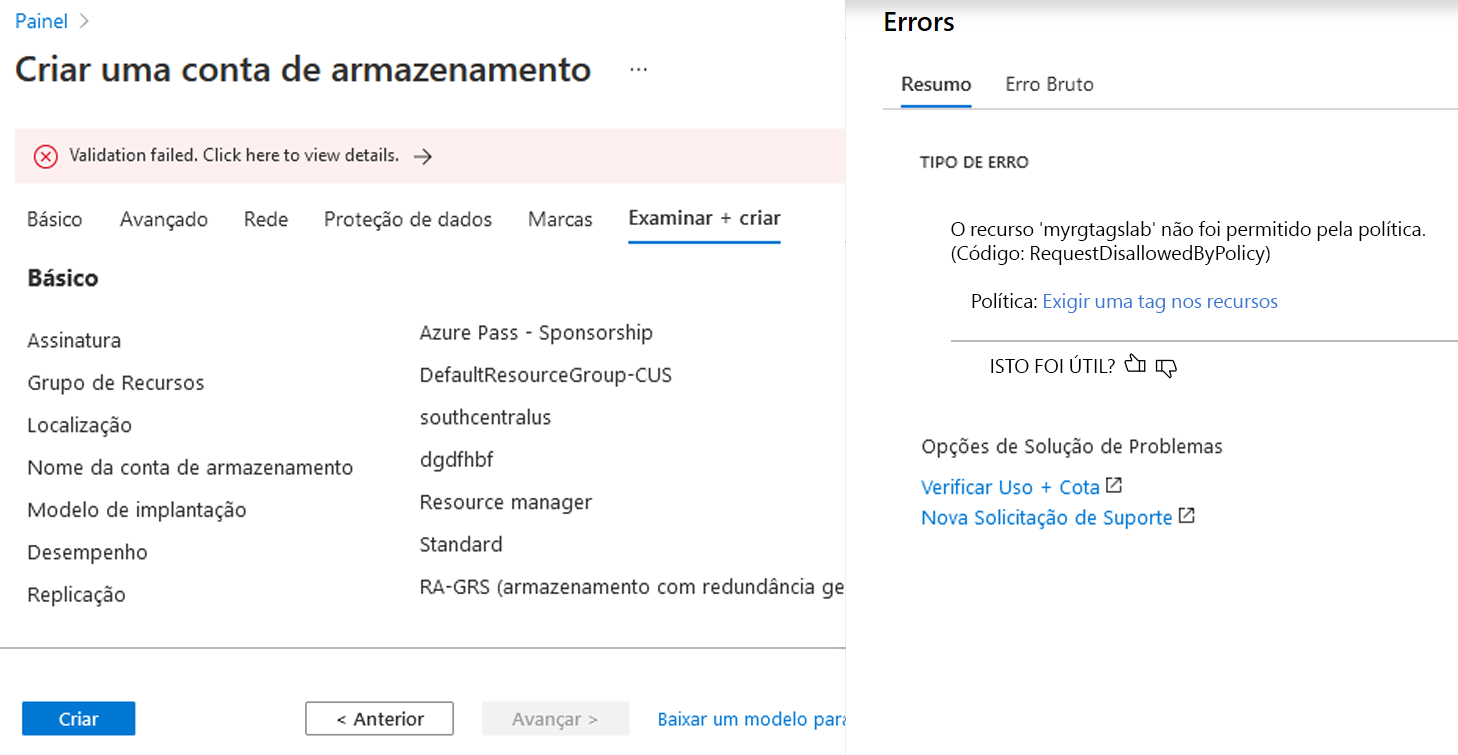 Painel
Criar uma conta de armazenamento ...
Validation failed. Click here to view details. →
Básico Avançado Rede Proteção de dados Marcas Examinar + criar
Básico
Assinatura Azure Pass - Sponsorship
Grupo de Recursos DefaultResourceGroup-CUS
Localização southcentralus
Nome da conta de armazenamento dgdfhbf
Modelo de implantação Resource manager
Desempenho Standard
Replicação RA-GRS (armazenamento com redundância ge
Criar < Anterior Avançar > Baixar um modelo para
Errors
Resumo Erro Bruto
TIPO DE ERRO
O recurso 'myrgtagslab' não foi permitido pela política.
(Código: RequestDisallowedByPolicy)
Política: Exigir uma tag nos recursos
ISTO FOI ÚTIL?
Opções de Solução de Problemas
Verificar Uso + Cota
Nova Solicitação de Suporte